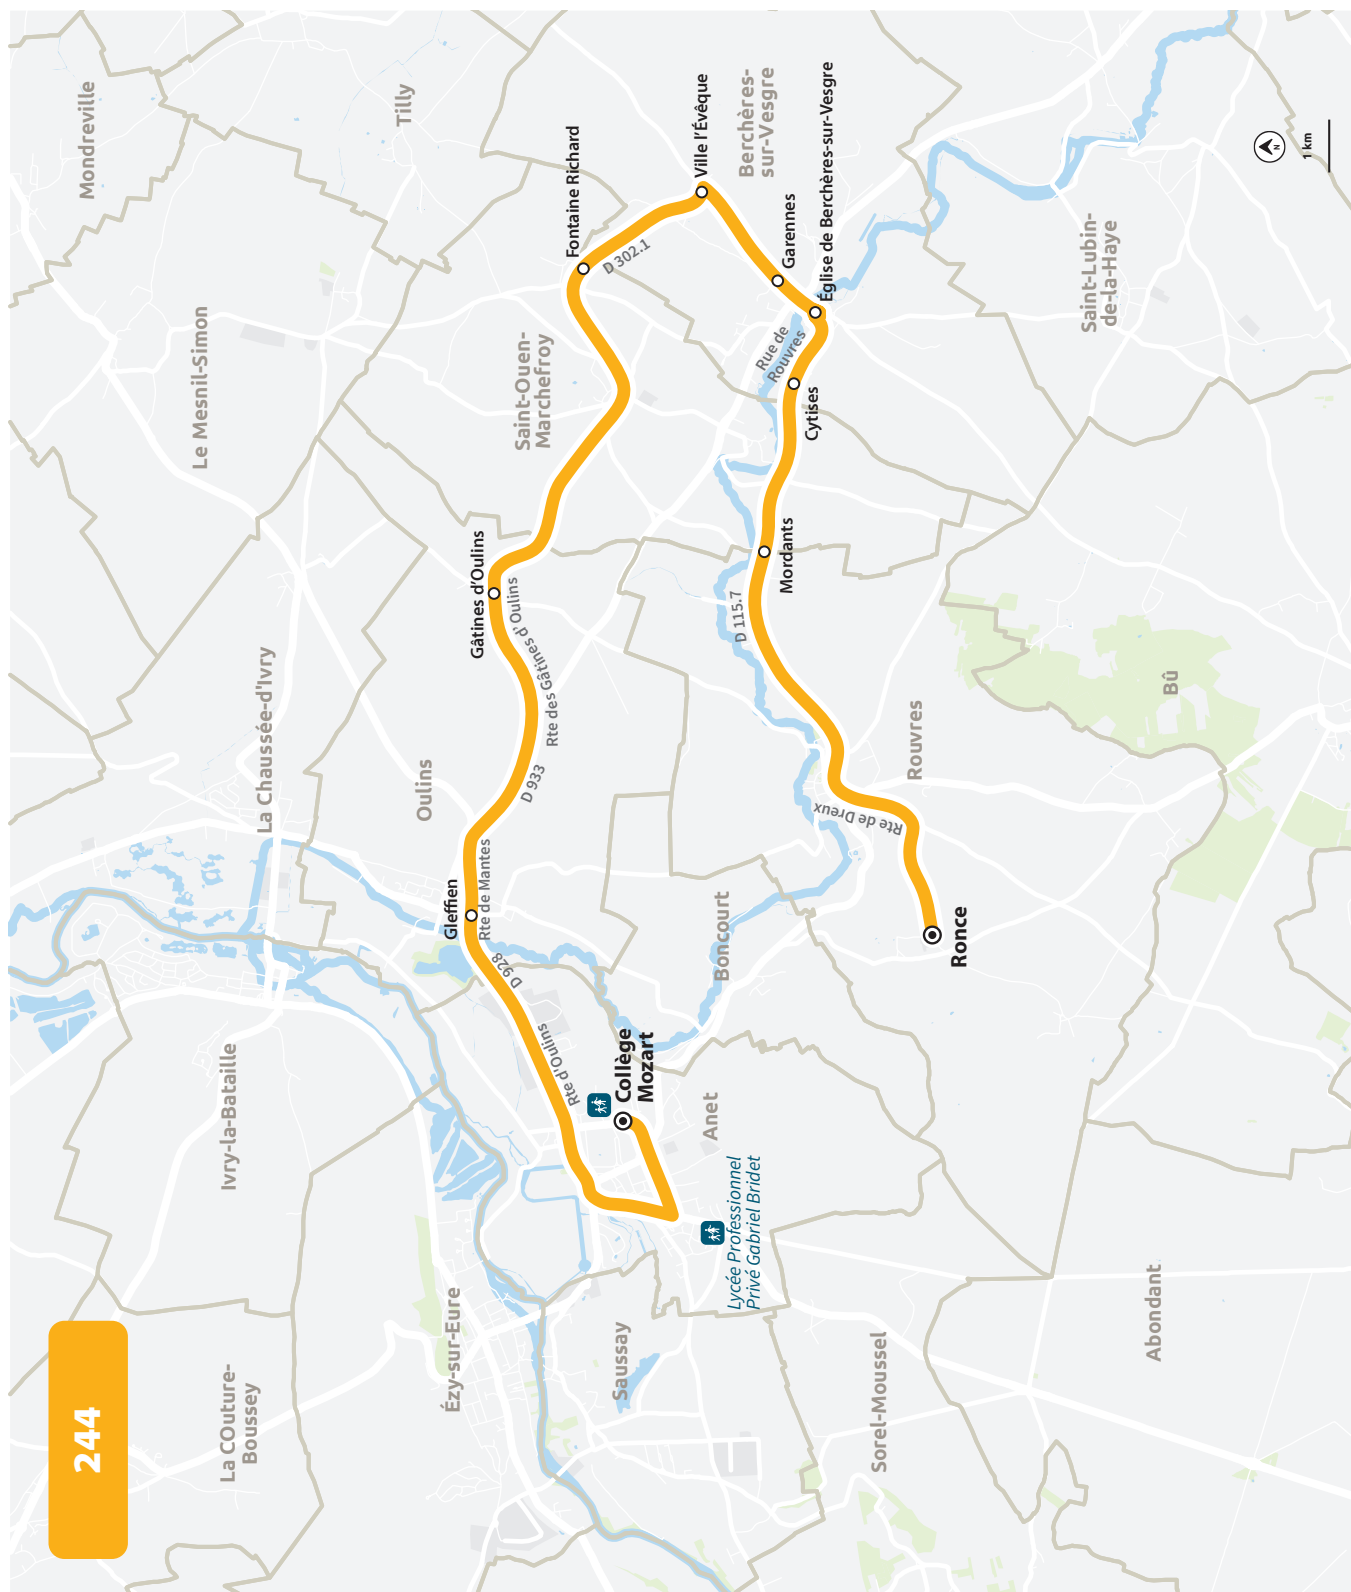 244
La COuture-
Boussey
Ivry-la-Bataille
La Chaussée-d'Ivry
Le Mesnil-Simon
Mondreville
Tilly
Ézy-sur-Eure
Oulins
Saint-Ouen-
Marchefroy
Saussay
Anet
Boncourt
Berchères-
sur-Vesgre
Sorel-Moussel
Rouvres
Saint-Lubin-
de-la-Haye
Abondant
Bû
Collège
Mozart
Lycée Professionnel
Privé Gabriel Bridet
Rte d'Oulins
D 928
Gleffien
Rte de Mantes
D 933
Rte des Gâtines d' Oulins
Gâtines d'Oulins
Fontaine Richard
D 302.1
Ville l'Évêque
Garennes
Église de Berchères-sur-Vesgre
Rue de
Rouvres
Cytises
Mordants
D 115.7
Rte de Dreux
Ronce
N
1 km